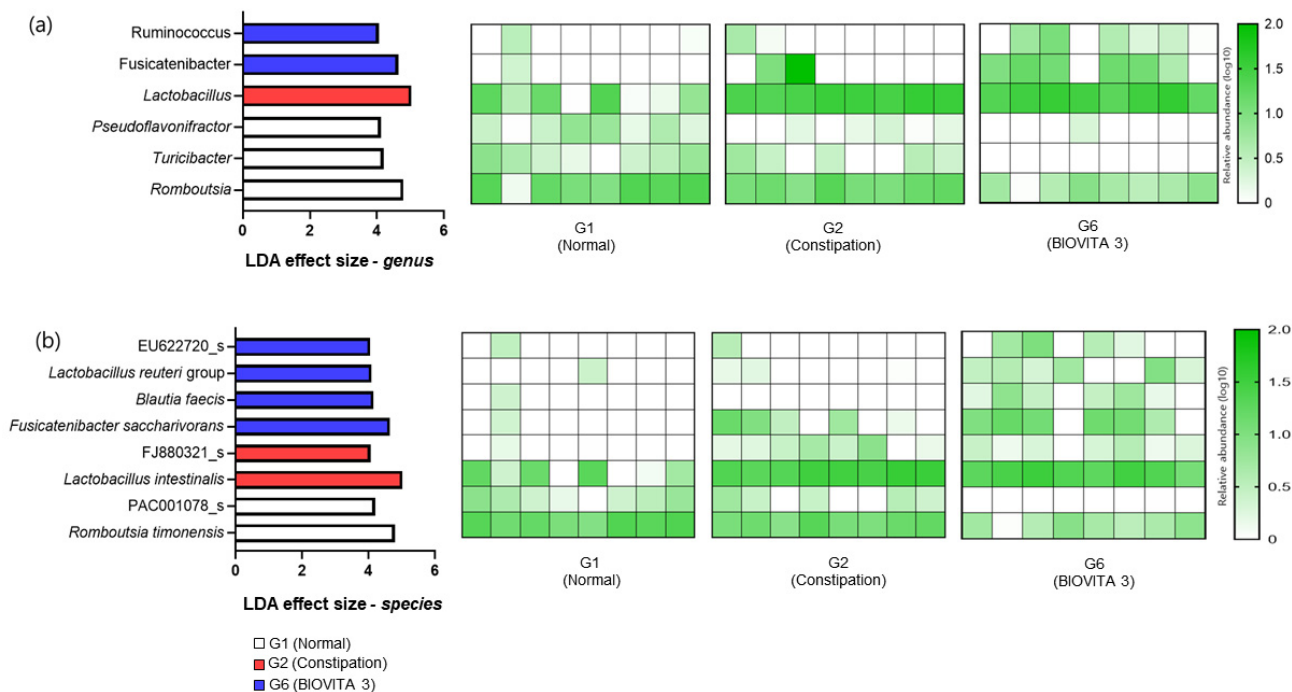 (a)
Ruminococcus
Fusicatenibacter
Lactobacillus
Pseudoflavonifractor
Turicibacter
Romboutsia
0 2 4 6
LDA effect size - genus
G1
(Normal)
G2
(Constipation)
G6
(BIOVITA 3)
2.0
1.5
1.0
0.5
0
Relative abundance (log10)
(b)
EU622720_s
Lactobacillus reuteri group
Blautia faecis
Fusicatenibacter saccharivorans
FJ880321_s
Lactobacillus intestinalis
PAC001078_s
Romboutsia timonensis
0 2 4 6
LDA effect size - species
G1
(Normal)
G2
(Constipation)
G6
(BIOVITA 3)
2.0
1.5
1.0
0.5
0
Relative abundance (log10)
G1 (Normal)
G2 (Constipation)
G6 (BIOVITA 3)